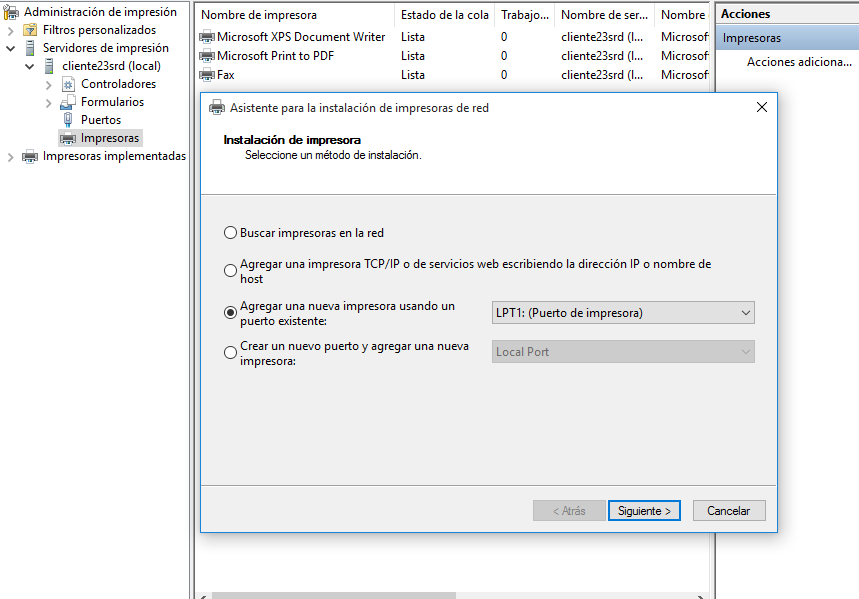 Administración de impresión
Filtros personalizados
Servidores de impresión
cliente23srd (local)
Controladores
Formularios
Puertos
Impresoras
Impresoras implementadas
Nombre de impresora Estado de la cola Trabajo... Nombre de ser... Nombre
Microsoft XPS Document Writer Lista 0 cliente23srd (l... Microsof
Microsoft Print to PDF Lista 0 cliente23srd (l... Microsof
Fax Lista 0 cliente23srd (l... Microsof
Acciones
Impresoras
Acciones adiciona...
Asistente para la instalación de impresoras de red
Instalación de impresora
Seleccione un método de instalación.
Buscar impresoras en la red
Agregar una impresora TCP/IP o de servicios web escribiendo la dirección IP o nombre de
host
Agregar una nueva impresora usando un
puerto existente:
LPT1: (Puerto de impresora)
Crear un nuevo puerto y agregar una nueva
impresora:
Local Port
< Atrás Siguiente > Cancelar